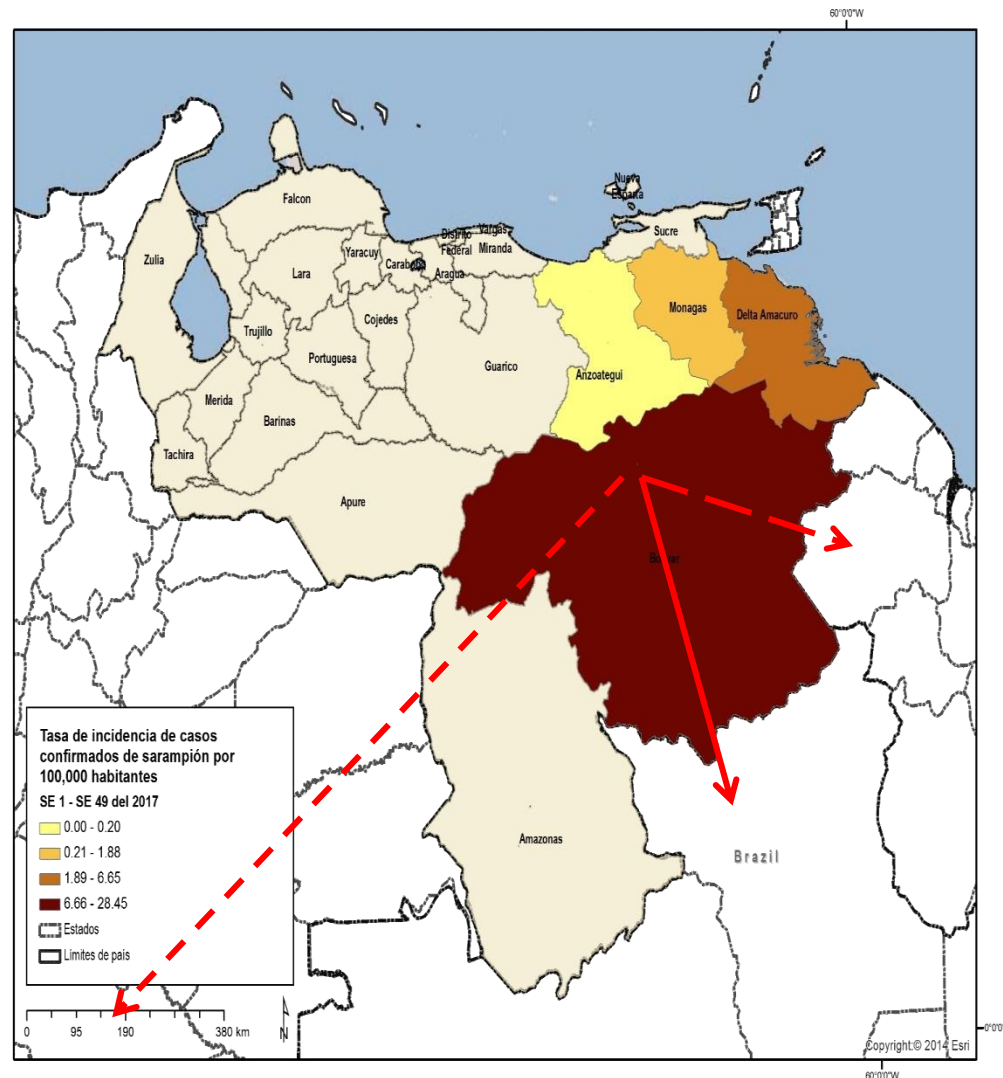 60°0'0"W
Nueva
Esparta
Falcon
Distrito
Vargas
Sucre
Zulia
Yaracuy
Carabobo
Federal
Miranda
Lara
Aragua
Monagas
Delta Amacuro
Trujillo
Cojedes
Portuguesa
Guarico
Anzoategui
Merida
Barinas
Tachira
Apure
Bolivar
Tasa de incidencia de casos
confirmados de sarampión por
100,000 habitantes
SE 1 - SE 49 del 2017
0.00 - 0.20
0.21 - 1.88
1.89 - 6.65
6.66 - 28.45
Estados
Límites de país
Amazonas
Brazil
0 95 190 380 km
N
0°0'0"
Copyright:© 2014 Esri
60°0'0"W